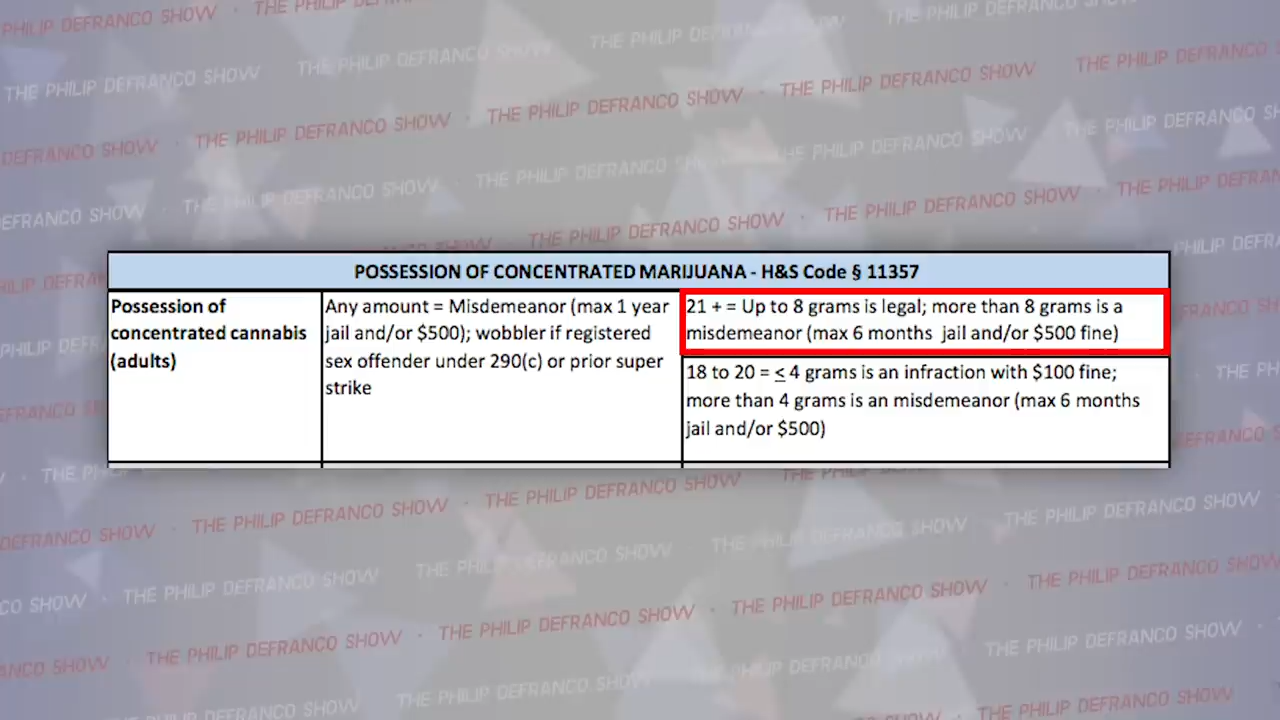 THE PHILIP DEFRANCO SHOW
POSSESSION OF CONCENTRATED MARIJUANA - H&S Code § 11357
Possession of
concentrated cannabis
(adults)
Any amount = Misdemeanor (max 1 year
jail and/or $500); wobbler if registered
sex offender under 290(c) or prior super
strike
21 + = Up to 8 grams is legal; more than 8 grams is a
misdemeanor (max 6 months  jail and/or $500 fine)
18 to 20 = ≤ 4 grams is an infraction with $100 fine;
more than 4 grams is an misdemeanor (max 6 months
jail and/or $500)